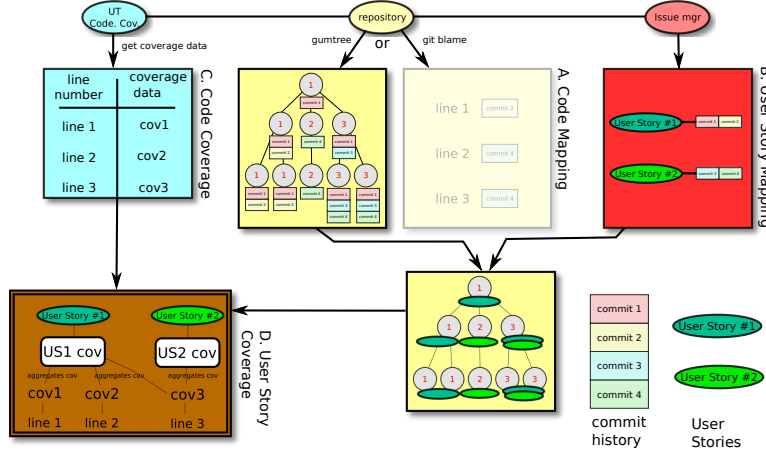 UT
Code. Cov.
repository
Issue mgr
get coverage data
gumtree
or
git blame
line
number
coverage
data
line 1
cov1
line 2
cov2
line 3
cov3
C. Code Coverage
1
commit 1
1
2
3
commit 1
commit 2
commit 4
commit 1
commit 3
1
1
2
3
3
commit 1
commit 2
commit 1
commit 2
commit 4
commit 1
commit 3
commit 4
commit 1
commit 3
commit 4
line 1
commit 2
line 2
commit 4
line 3
commit 4
A. Code Mapping
User Story #1
commit 1
commit 2
User Story #2
commit 3
commit 4
B. User Story Mapping
User Story #1
User Story #2
US1 cov
US2 cov
aggregates cov
aggregates cov
aggregates cov
cov1
cov2
cov3
line 1
line 2
line 3
D. User Story
Coverage
1
1
2
3
1
1
2
3
3
commit 1
commit 2
commit 3
commit 4
commit
history
User Story #1
User Story #2
User
Stories